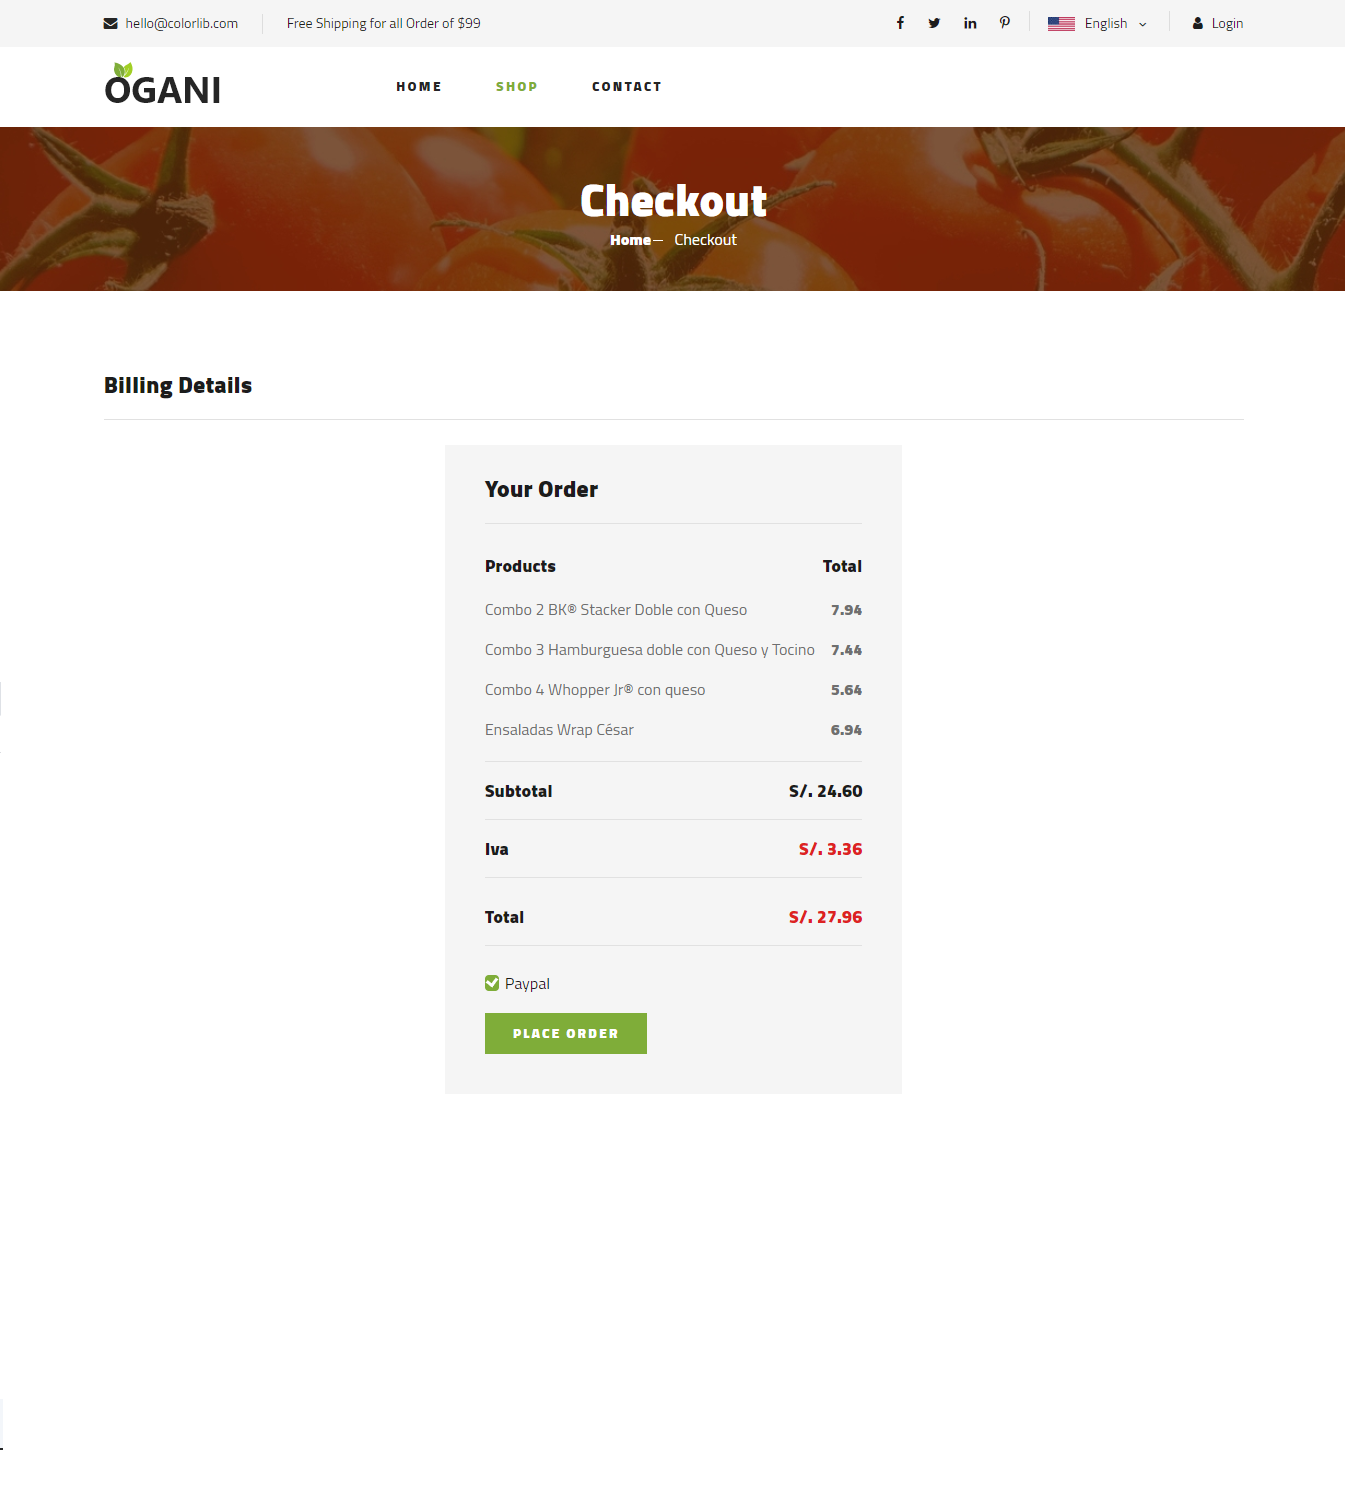 hello@colorlib.com
Free Shipping for all Order of $99
English
Login
OGANI
HOME
SHOP
CONTACT
Checkout
Home
Checkout
Billing Details
Your Order
Products Total
Combo 2 BK® Stacker Doble con Queso 7.94
Combo 3 Hamburguesa doble con Queso y Tocino 7.44
Combo 4 Whopper Jr® con queso 5.64
Ensaladas Wrap César 6.94
Subtotal S/. 24.60
Iva S/. 3.36
Total S/. 27.96
Paypal
PLACE ORDER